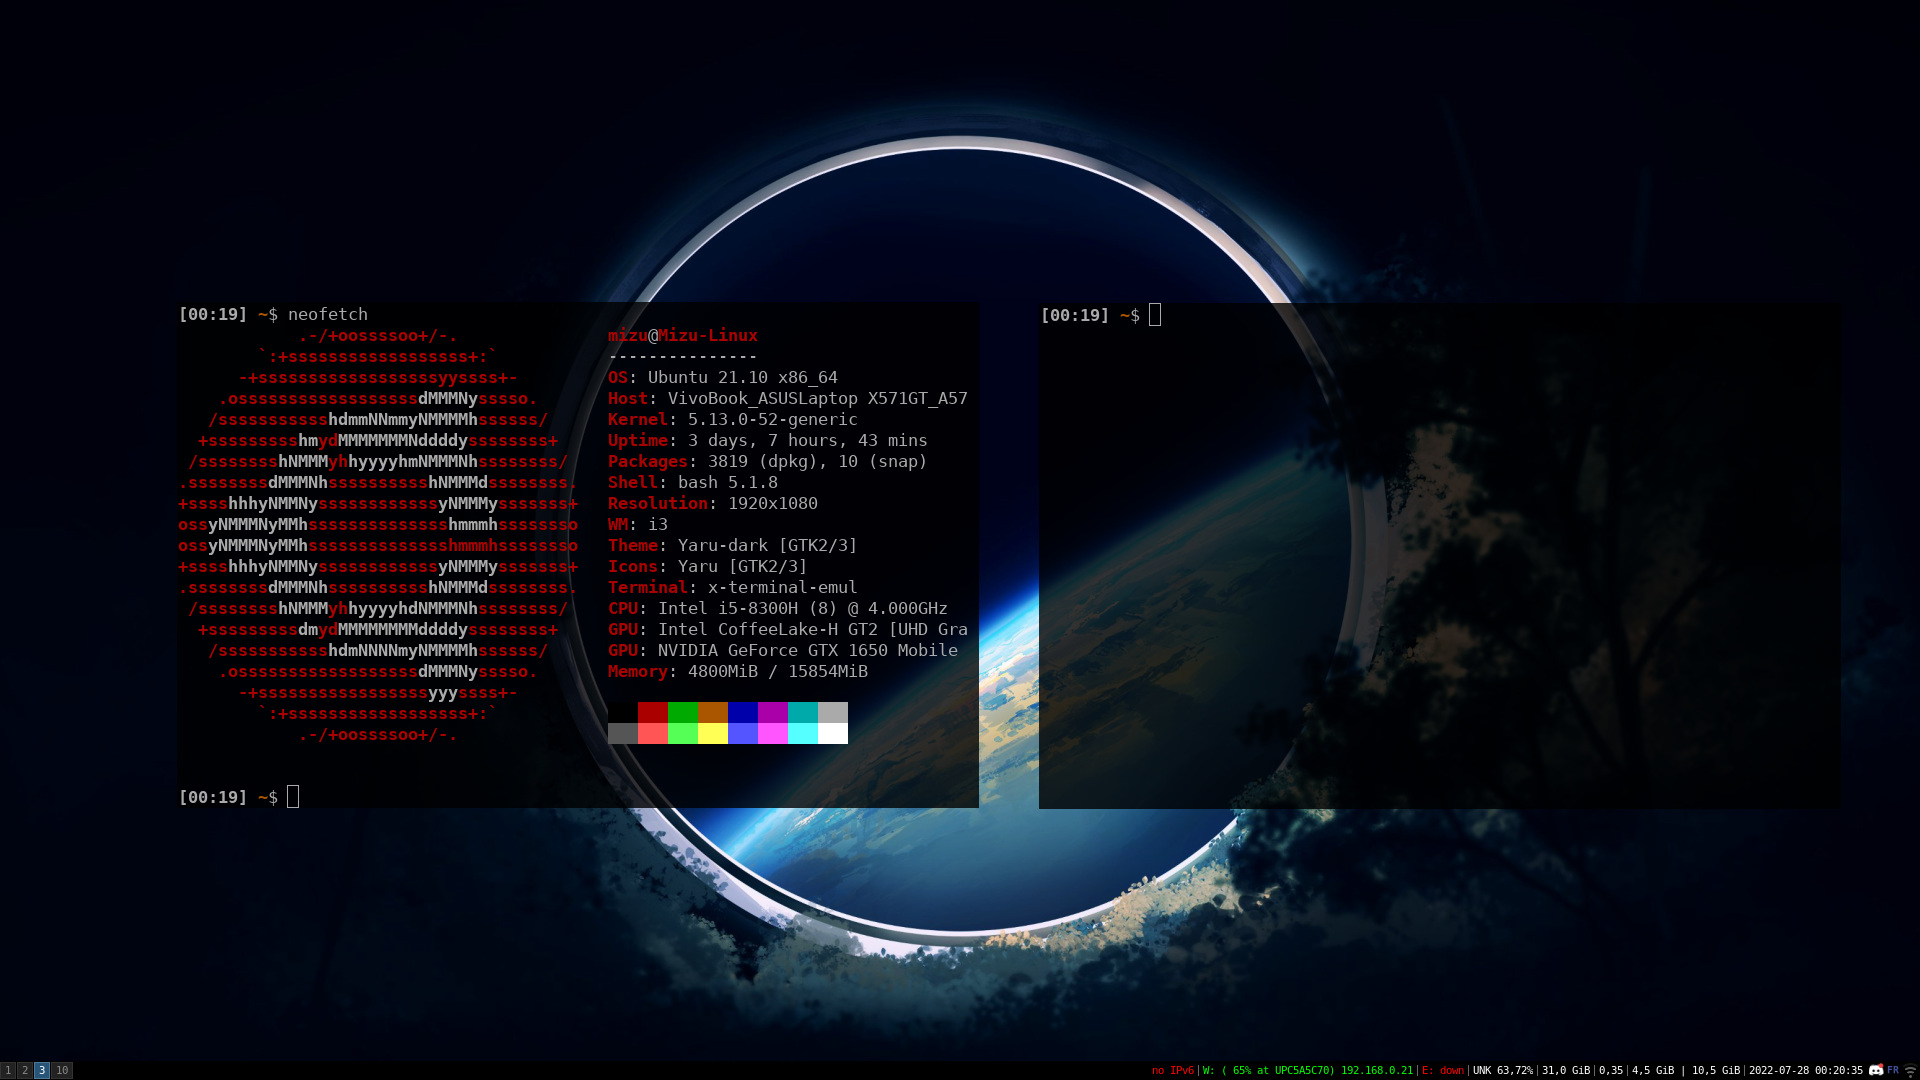 [00:19] ~$ neofetch
.-/+oossssoo+/-.
`:+ssssssssssssssssss+:`
-+ssssssssssssssssssyyssss+-
.ossssssssssssssssssdMMMNysssso.
/ssssssssssshdmmNNmmyNMMMMhssssss/
+ssssssssshmydMMMMMMMNddddyssssssss+
/sssssssshNMMMyhhyyyyhmNMMMNhssssssss/
.ssssssssdMMMNhsssssssssshNMMMdssssssss.
+sssshhhyNMMNyssssssssssssyNMMMysssssss+
ossyNMMMNyMMhsssssssssssssshmmmhssssssso
ossyNMMMNyMMhsssssssssssssshmmmhssssssso
+sssshhhyNMMNyssssssssssssyNMMMysssssss+
.ssssssssdMMMNhsssssssssshNMMMdssssssss.
/sssssssshNMMMyhhyyyyhdNMMMNhssssssss/
+sssssssssdmydMMMMMMMMddddyssssssss+
/ssssssssssshdmNNNNmyNMMMMhssssss/
.ossssssssssssssssssdMMMNysssso.
-+sssssssssssssssssyyyssss+-
`:+ssssssssssssssssss+:`
.-/+oossssoo+/-.
mizu@Mizu-Linux
---------------
OS: Ubuntu 21.10 x86_64
Host: VivoBook_ASUSLaptop X571GT_A57
Kernel: 5.13.0-52-generic
Uptime: 3 days, 7 hours, 43 mins
Packages: 3819 (dpkg), 10 (snap)
Shell: bash 5.1.8
Resolution: 1920x1080
WM: i3
Theme: Yaru-dark [GTK2/3]
Icons: Yaru [GTK2/3]
Terminal: x-terminal-emul
CPU: Intel i5-8300H (8) @ 4.000GHz
GPU: Intel CoffeeLake-H GT2 [UHD Gra
GPU: NVIDIA GeForce GTX 1650 Mobile
Memory: 4800MiB / 15854MiB
[00:19] ~$
[00:19] ~$
1 2 3 10
no IPv6|W: ( 65% at UPC5A5C70) 192.168.0.21|E: down|UNK 63,72%|31,0 GiB|0,35|4,5 GiB | 10,5 GiB|2022-07-28 00:20:35 FR